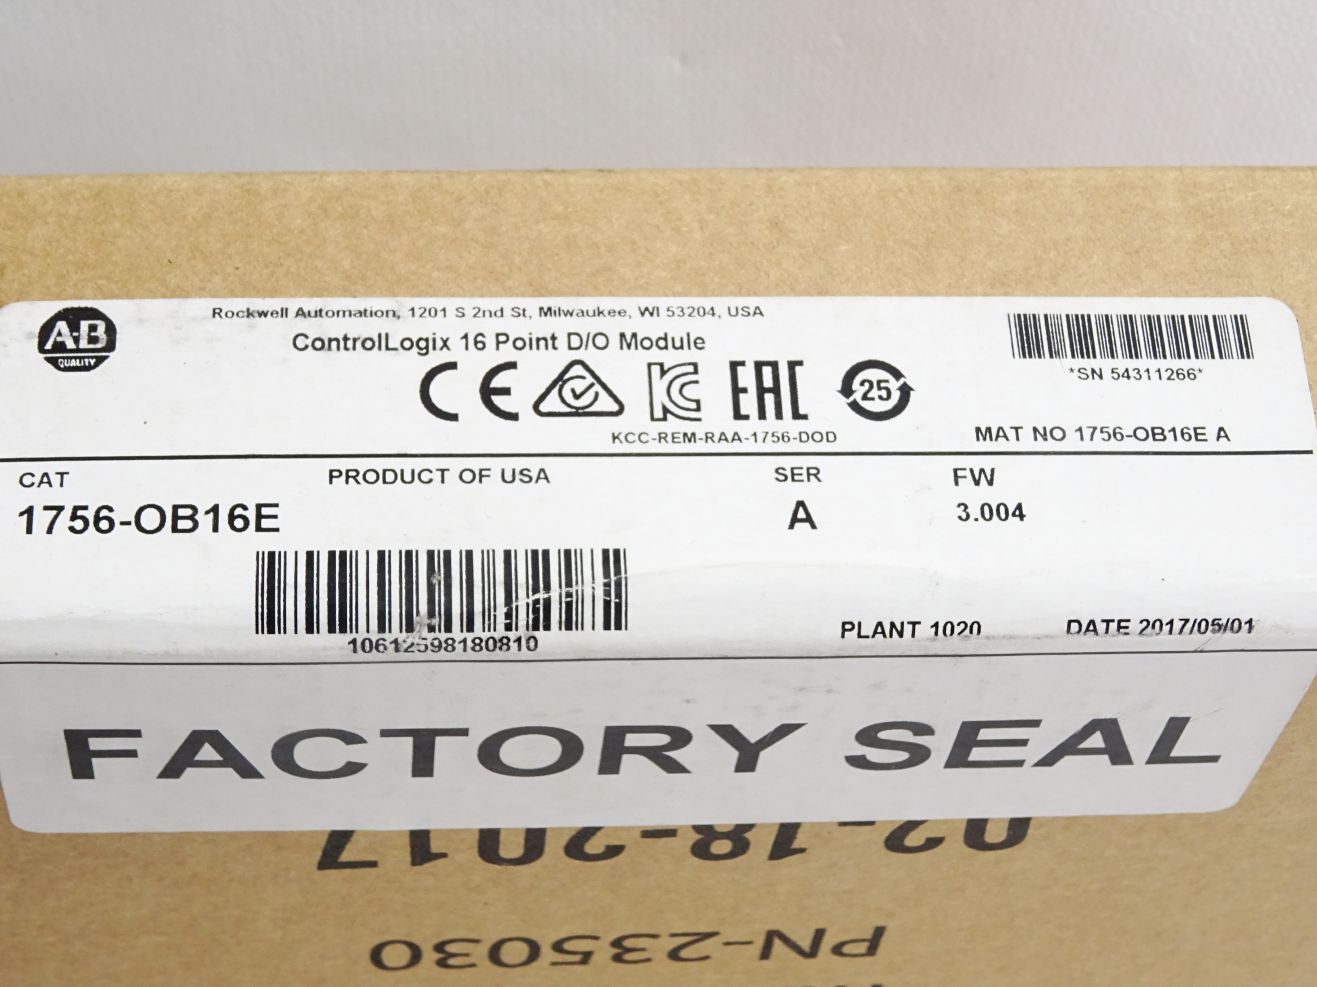 A-B
QUALITY
Rockwell Automation, 1201 S 2nd St, Milwaukee, WI 53204, USA
ControlLogix 16 Point D/O Module
CE KC EAC 25
KCC-REM-RAA-1756-DOD
*SN 54311266*
MAT NO 1756-OB16E A
CAT PRODUCT OF USA SER FW
1756-OB16E A 3.004
10612598180810
PLANT 1020 DATE 2017/05/01
FACTORY SEAL
02-18-2017
PN-235030